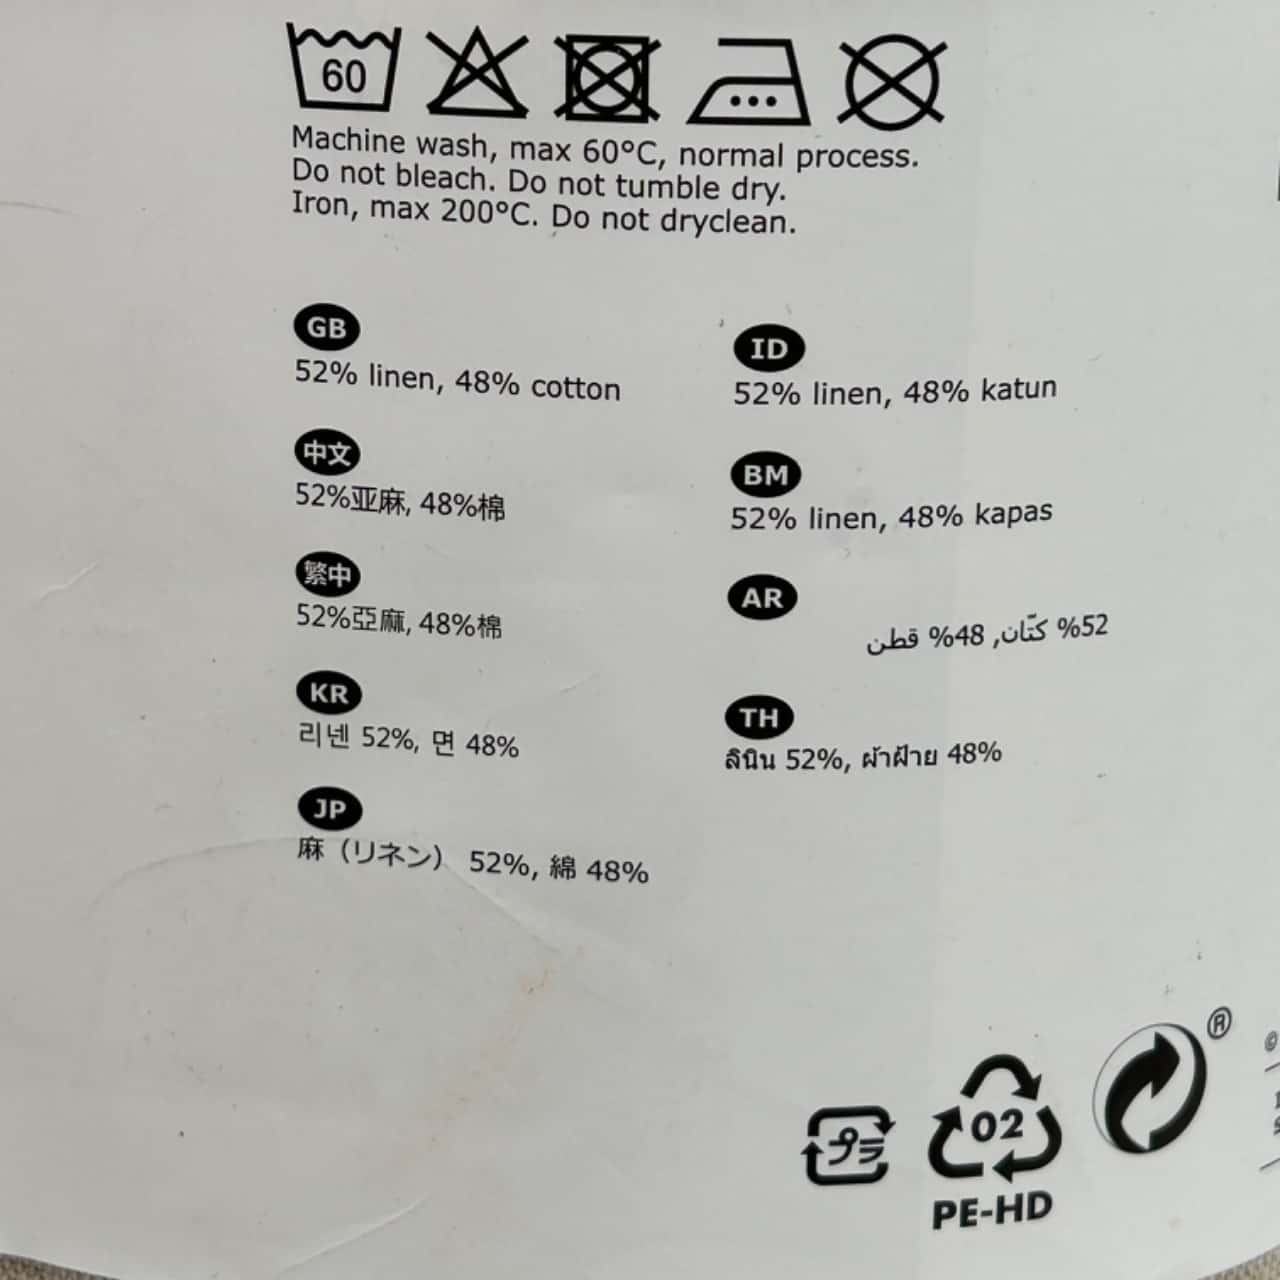 60
Machine wash, max 60°C, normal process.
Do not bleach. Do not tumble dry.
Iron, max 200°C. Do not dryclean.
GB
52% linen, 48% cotton
中文
52%亚麻, 48%棉
繁中
52%亞麻, 48%棉
KR
리넨 52%, 면 48%
JP
麻（リネン） 52%, 綿 48%
ID
52% linen, 48% katun
BM
52% linen, 48% kapas
AR
52% كتّان, 48% قطن
TH
ลินิน 52%, ผ้าฝ้าย 48%
プラ
02
PE-HD
®
©